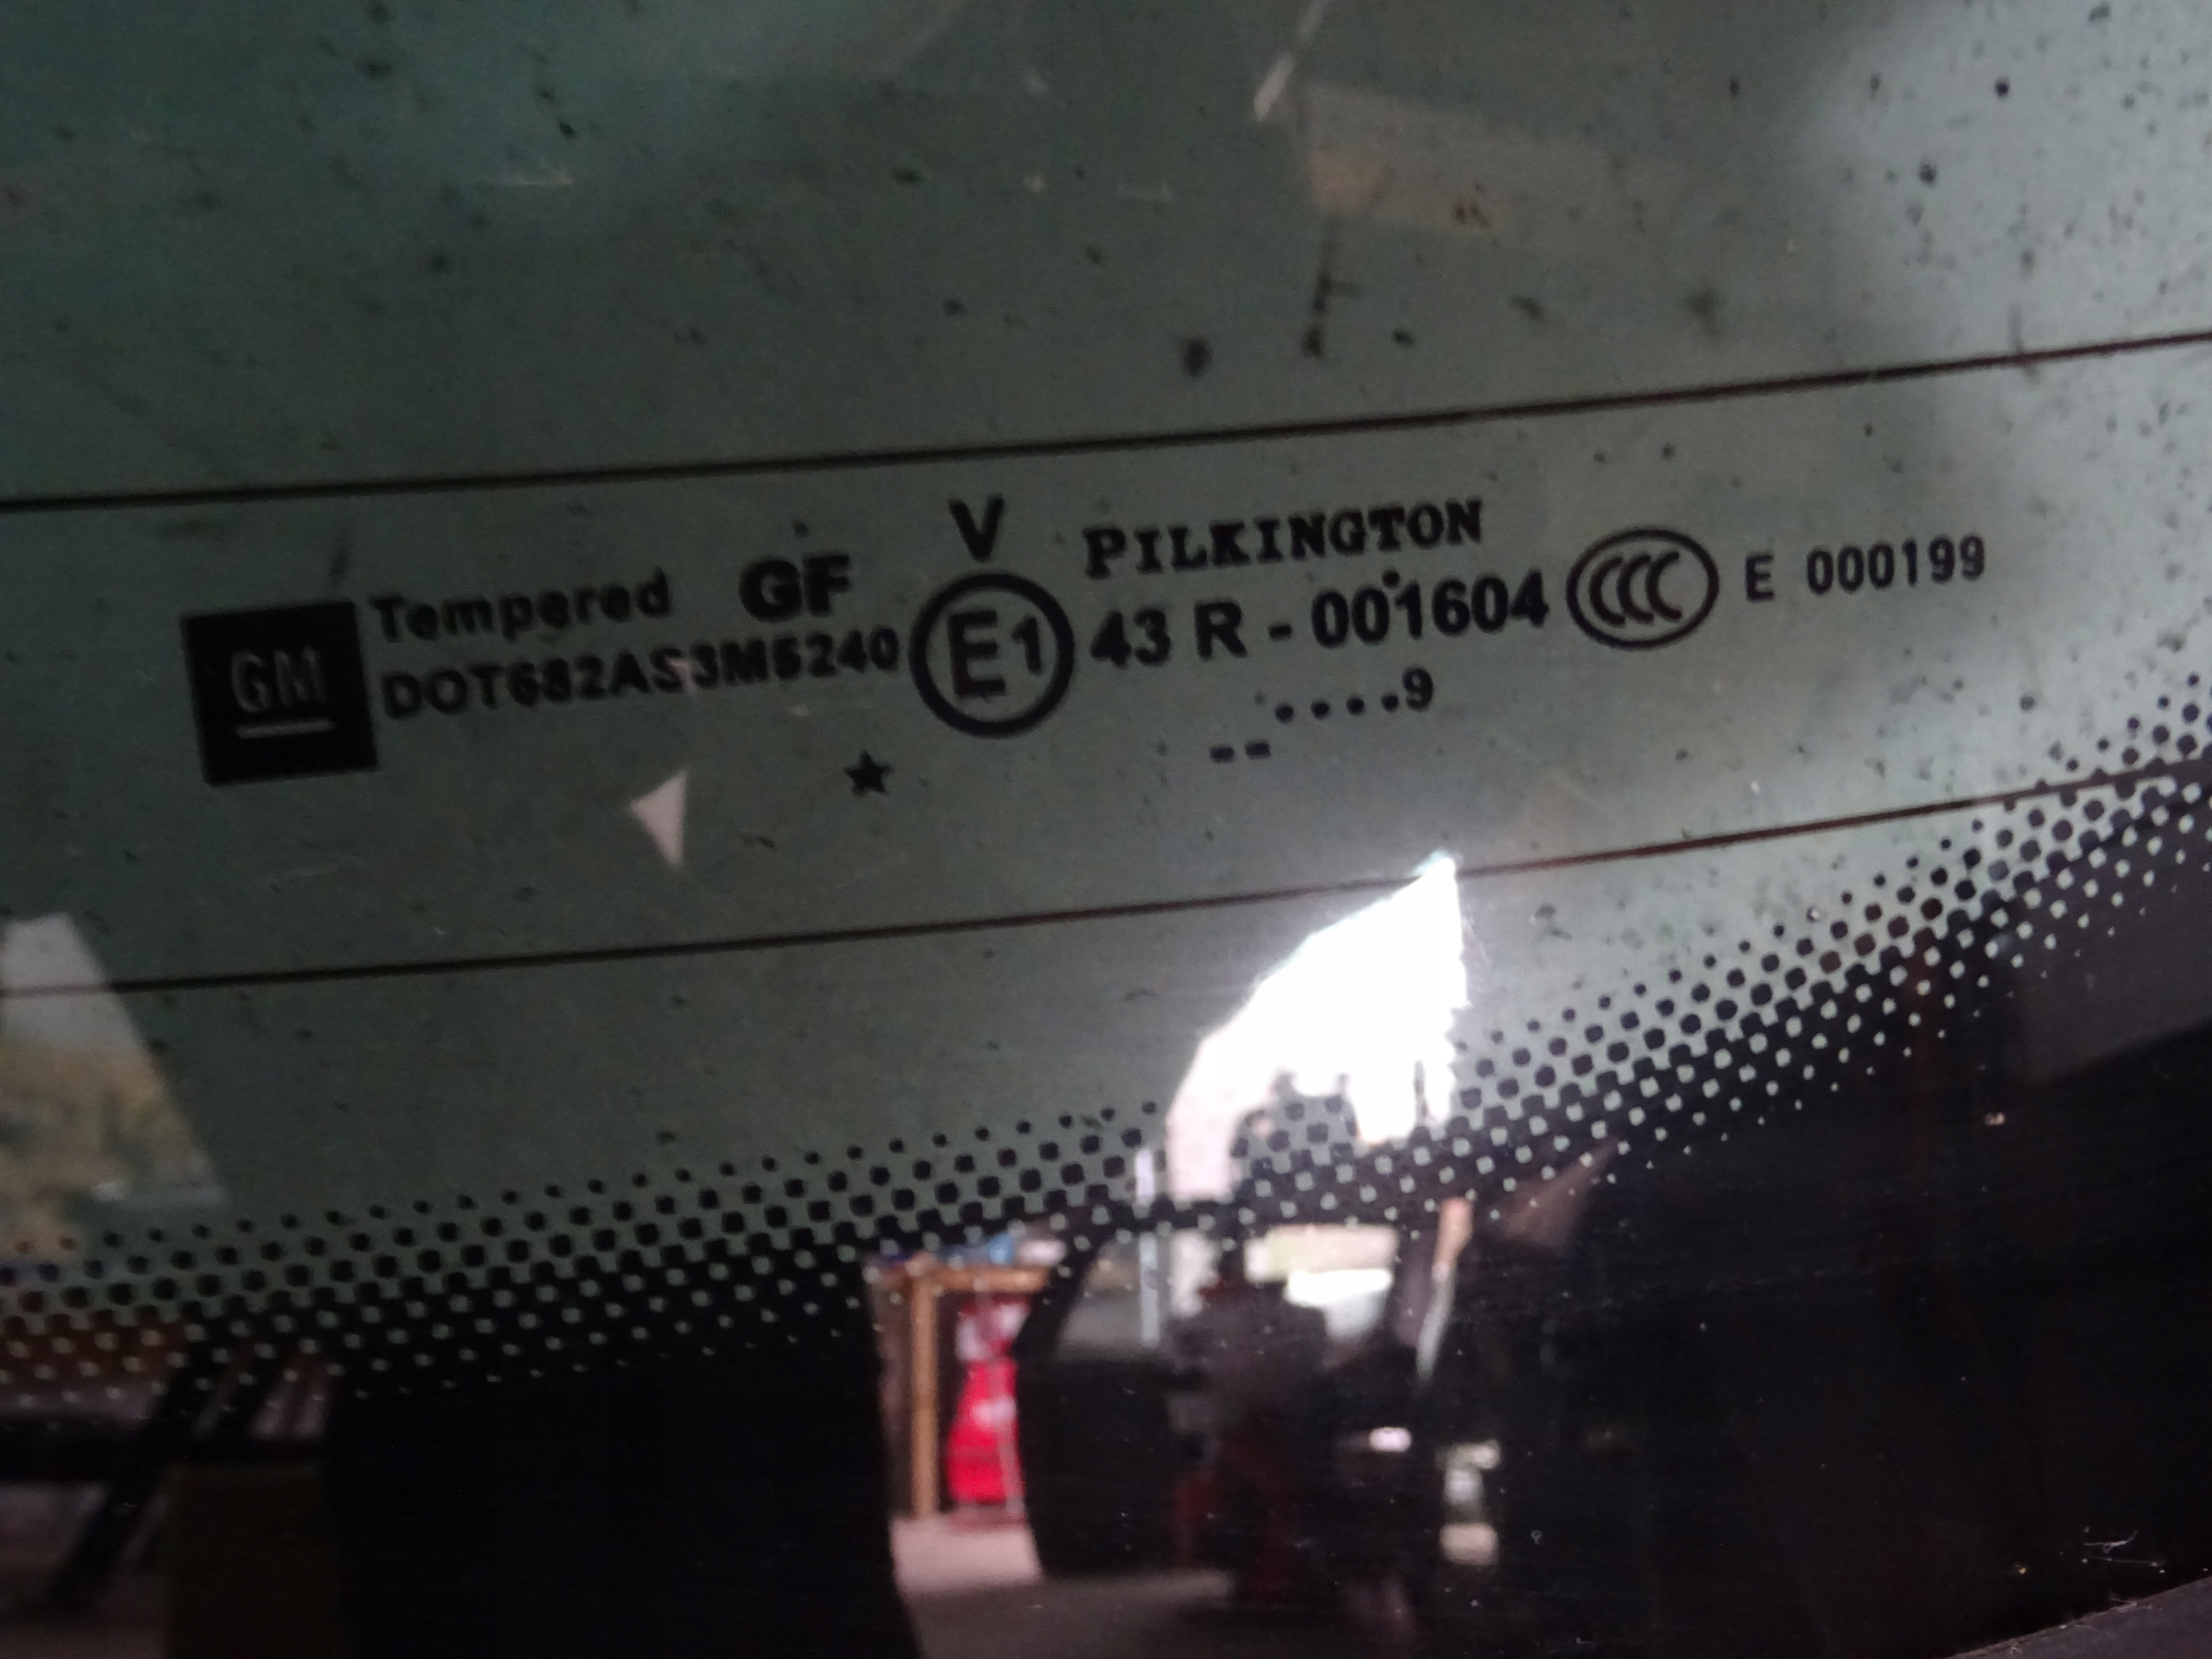 GM
Tempered GF
DOT682AS3M5240
V
E1
PILKINGTON
43 R - 001604
CCC E 000199
....9
--